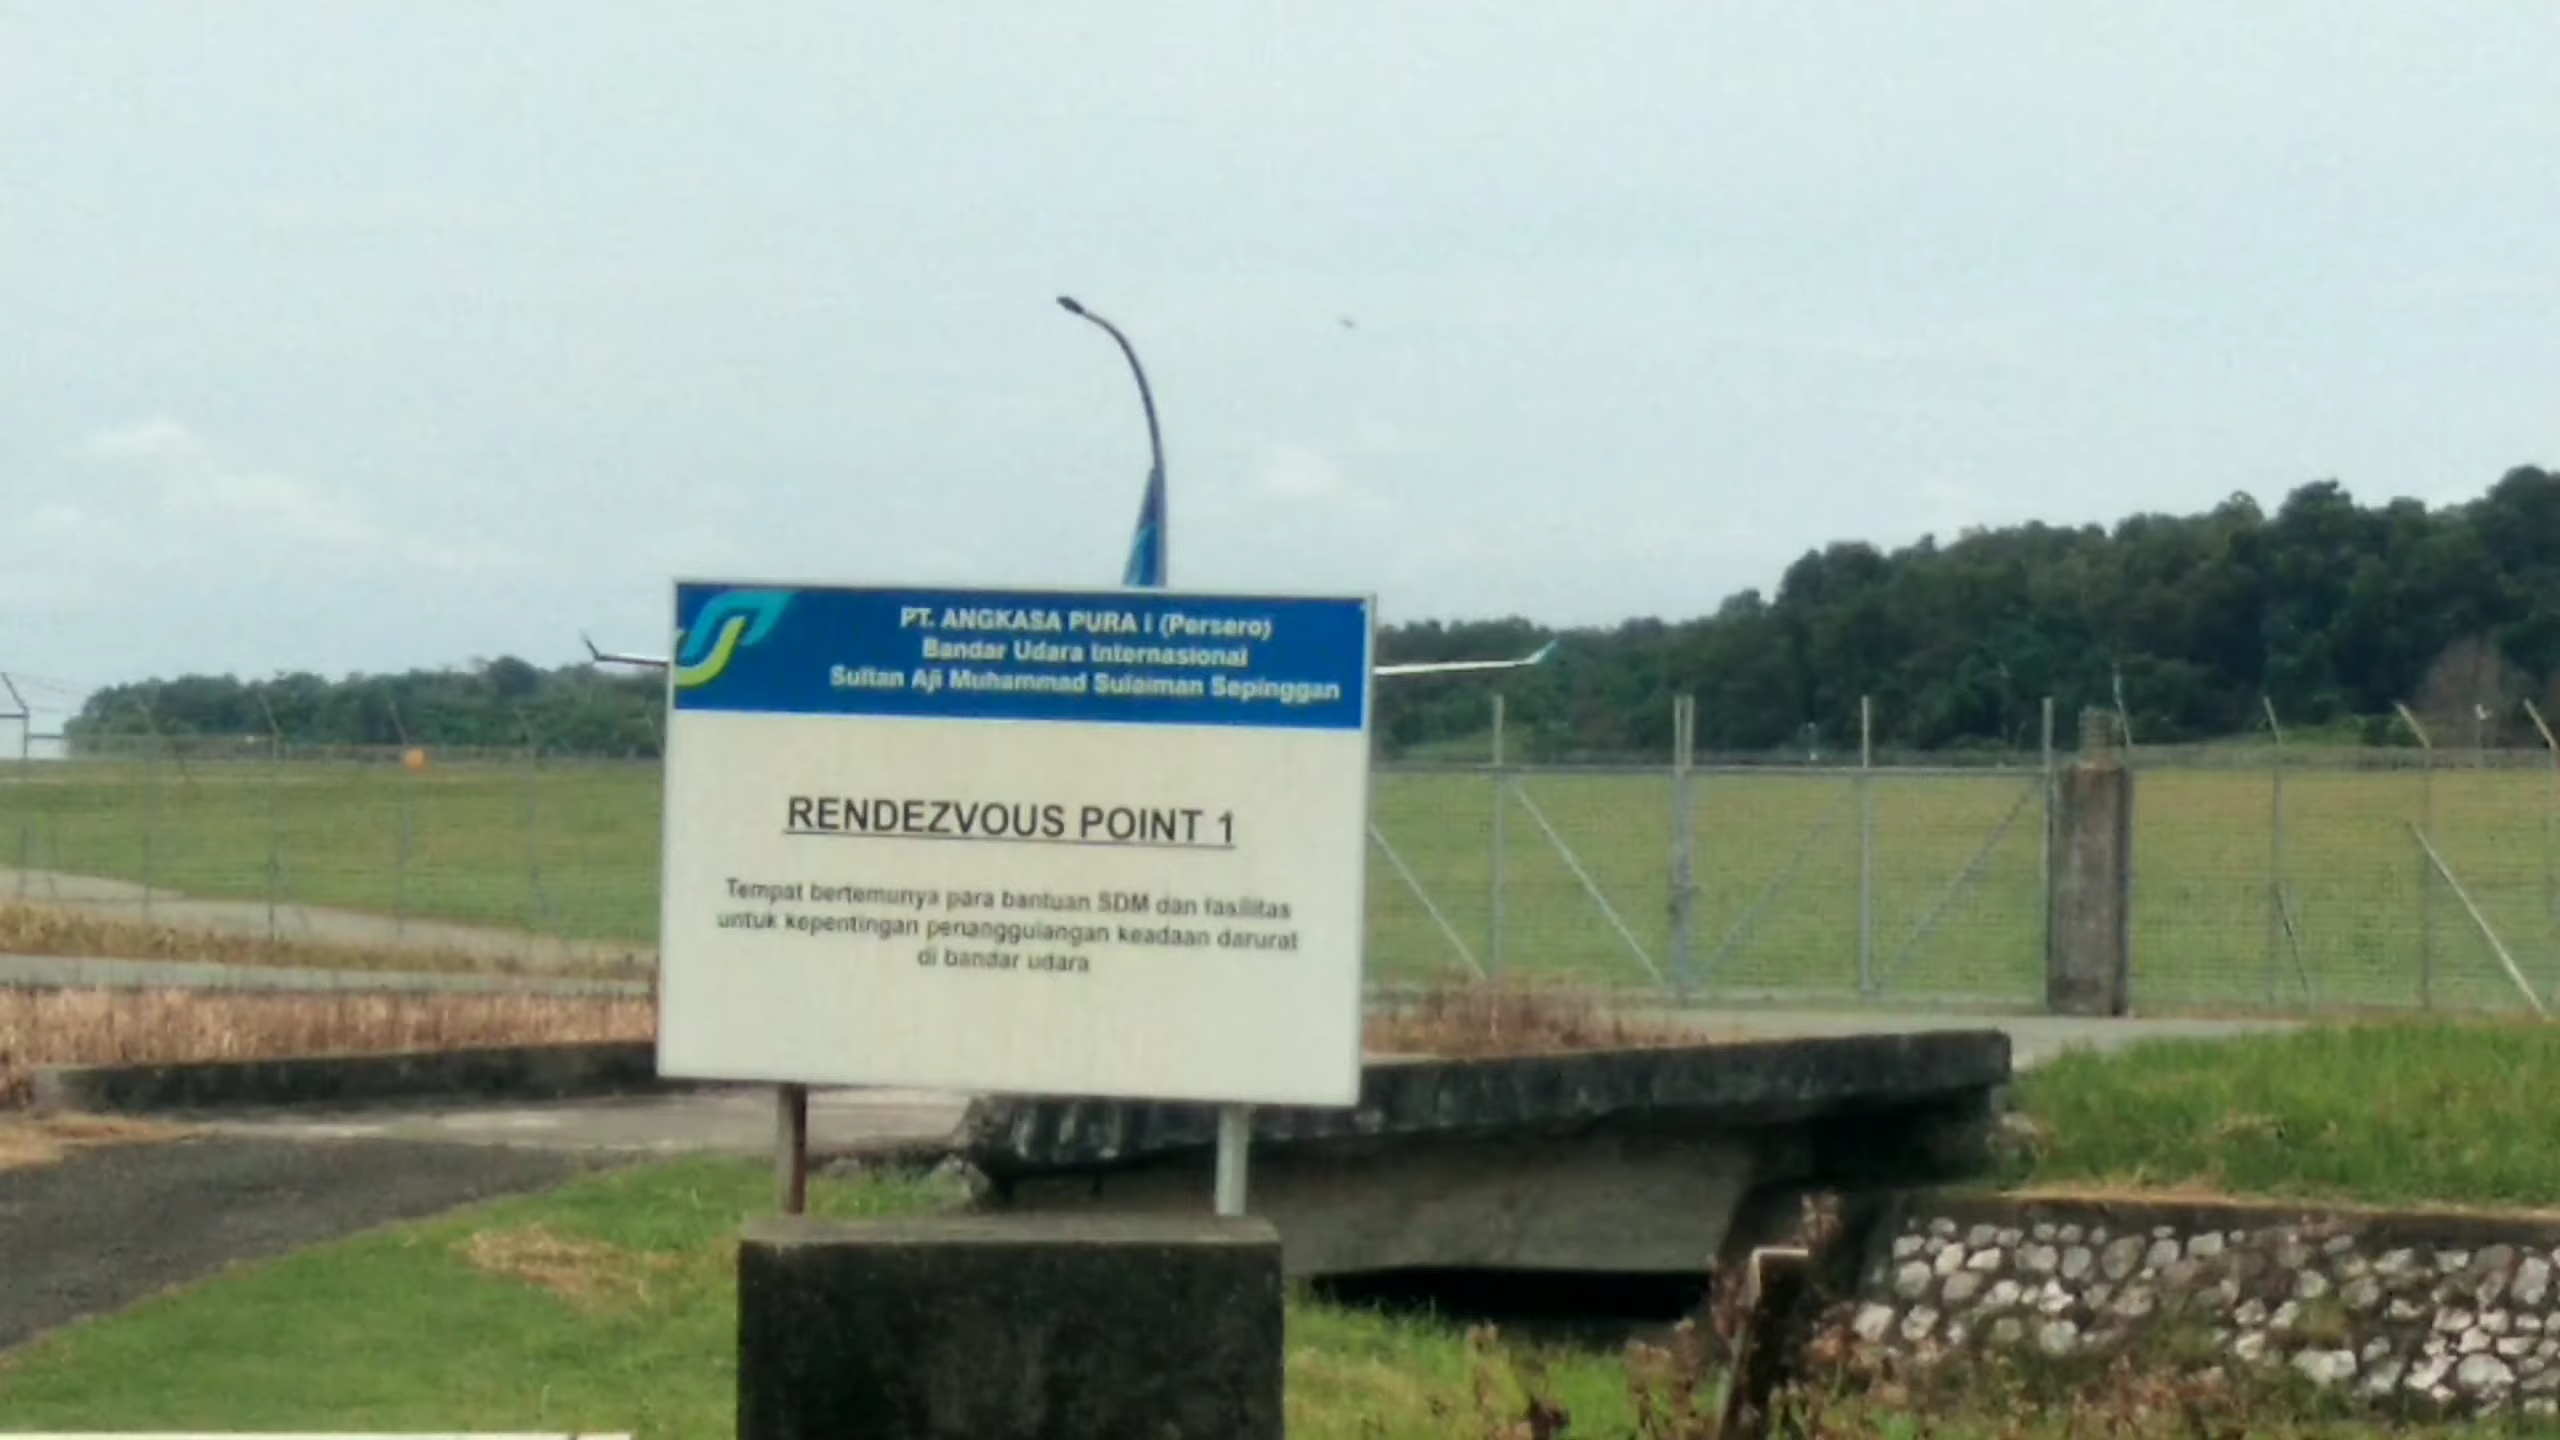 PT. ANGKASA PURA I (Persero)
Bandar Udara Internasional
Sultan Aji Muhammad Sulaiman Sepinggan
RENDEZVOUS POINT 1
Tempat bertemunya para bantuan SDM dan fasilitas
untuk kepentingan penanggulangan keadaan darurat
di bandar udara